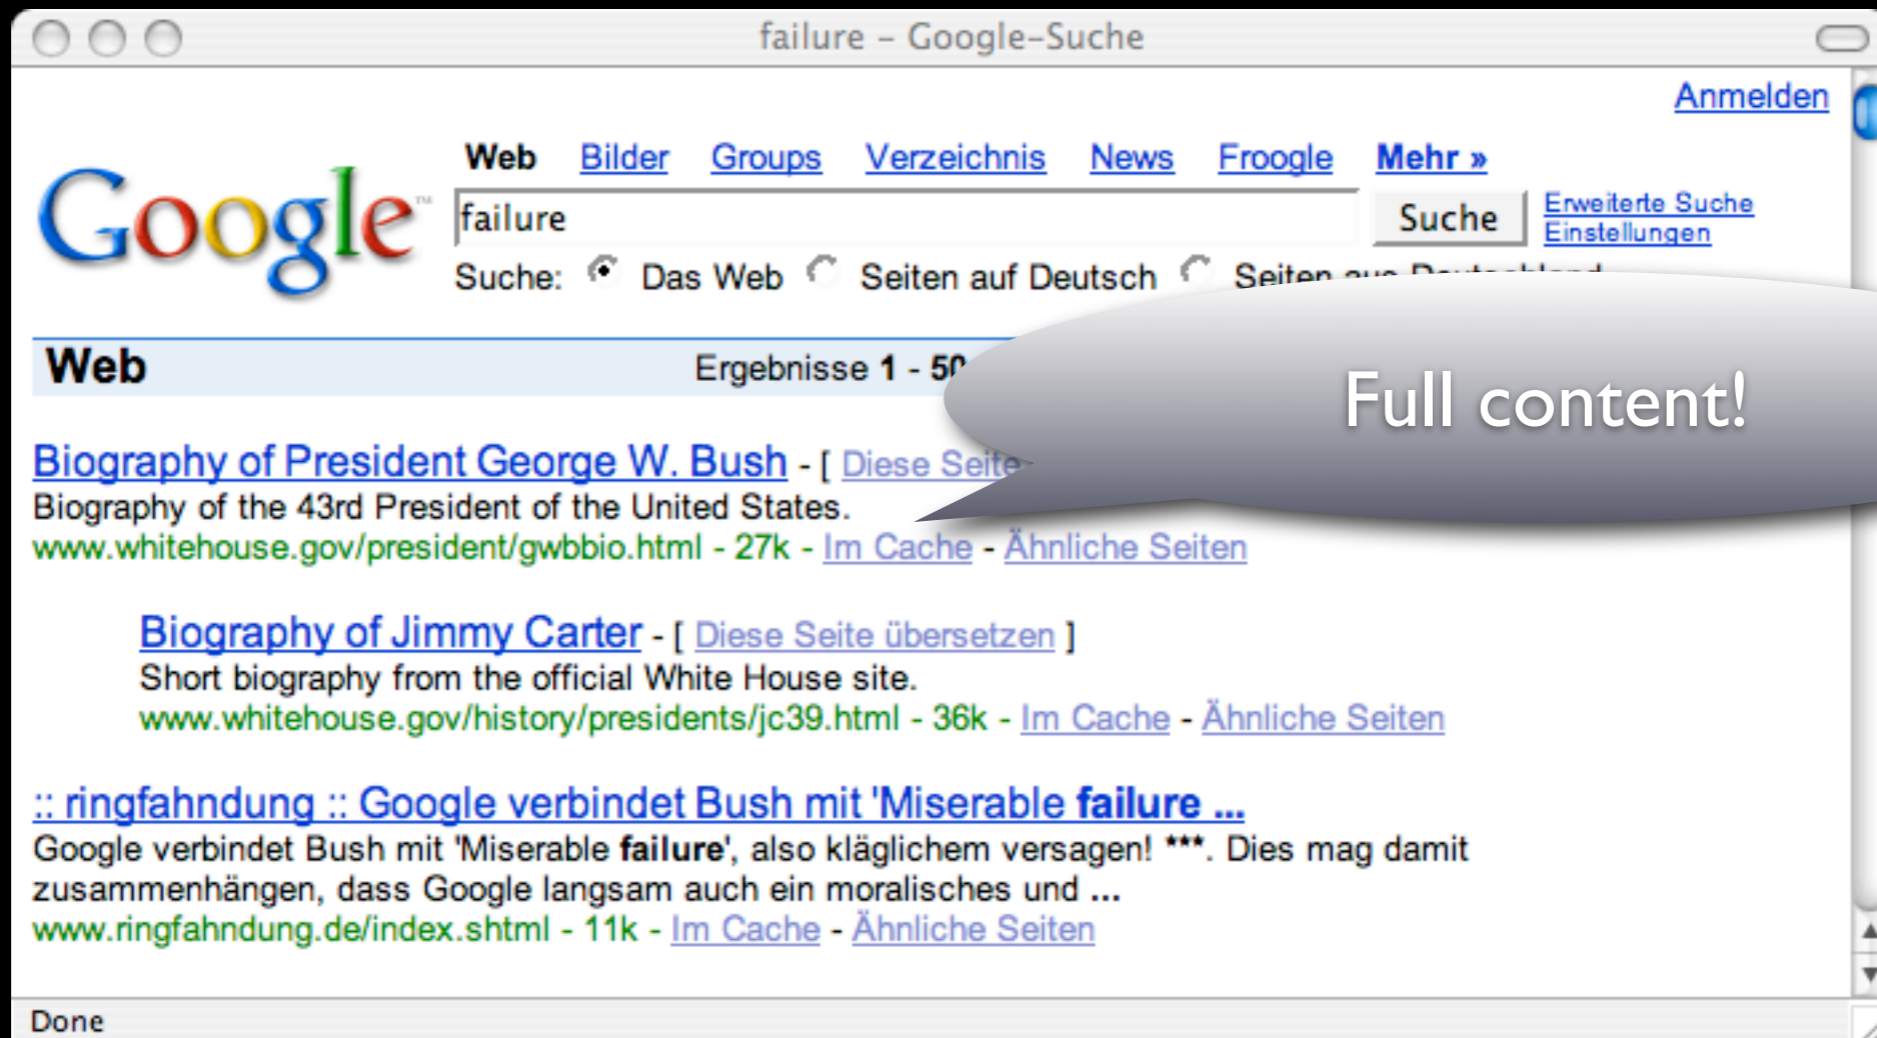 failure – Google-Suche
Anmelden
Web Bilder Groups Verzeichnis News Froogle Mehr »
Google™
failure Suche Erweiterte Suche
Einstellungen
Suche: Das Web Seiten auf Deutsch Seiten aus Deutschland
Web Ergebnisse 1 - 50
Full content!
Biography of President George W. Bush - [ Diese Seite
Biography of the 43rd President of the United States.
www.whitehouse.gov/president/gwbbio.html - 27k - Im Cache - Ähnliche Seiten
Biography of Jimmy Carter - [ Diese Seite übersetzen ]
Short biography from the official White House site.
www.whitehouse.gov/history/presidents/jc39.html - 36k - Im Cache - Ähnliche Seiten
:: ringfahndung :: Google verbindet Bush mit 'Miserable failure ...
Google verbindet Bush mit 'Miserable failure', also kläglichem versagen! ***. Dies mag damit
zusammenhängen, dass Google langsam auch ein moralisches und ...
www.ringfahndung.de/index.shtml - 11k - Im Cache - Ähnliche Seiten
Done